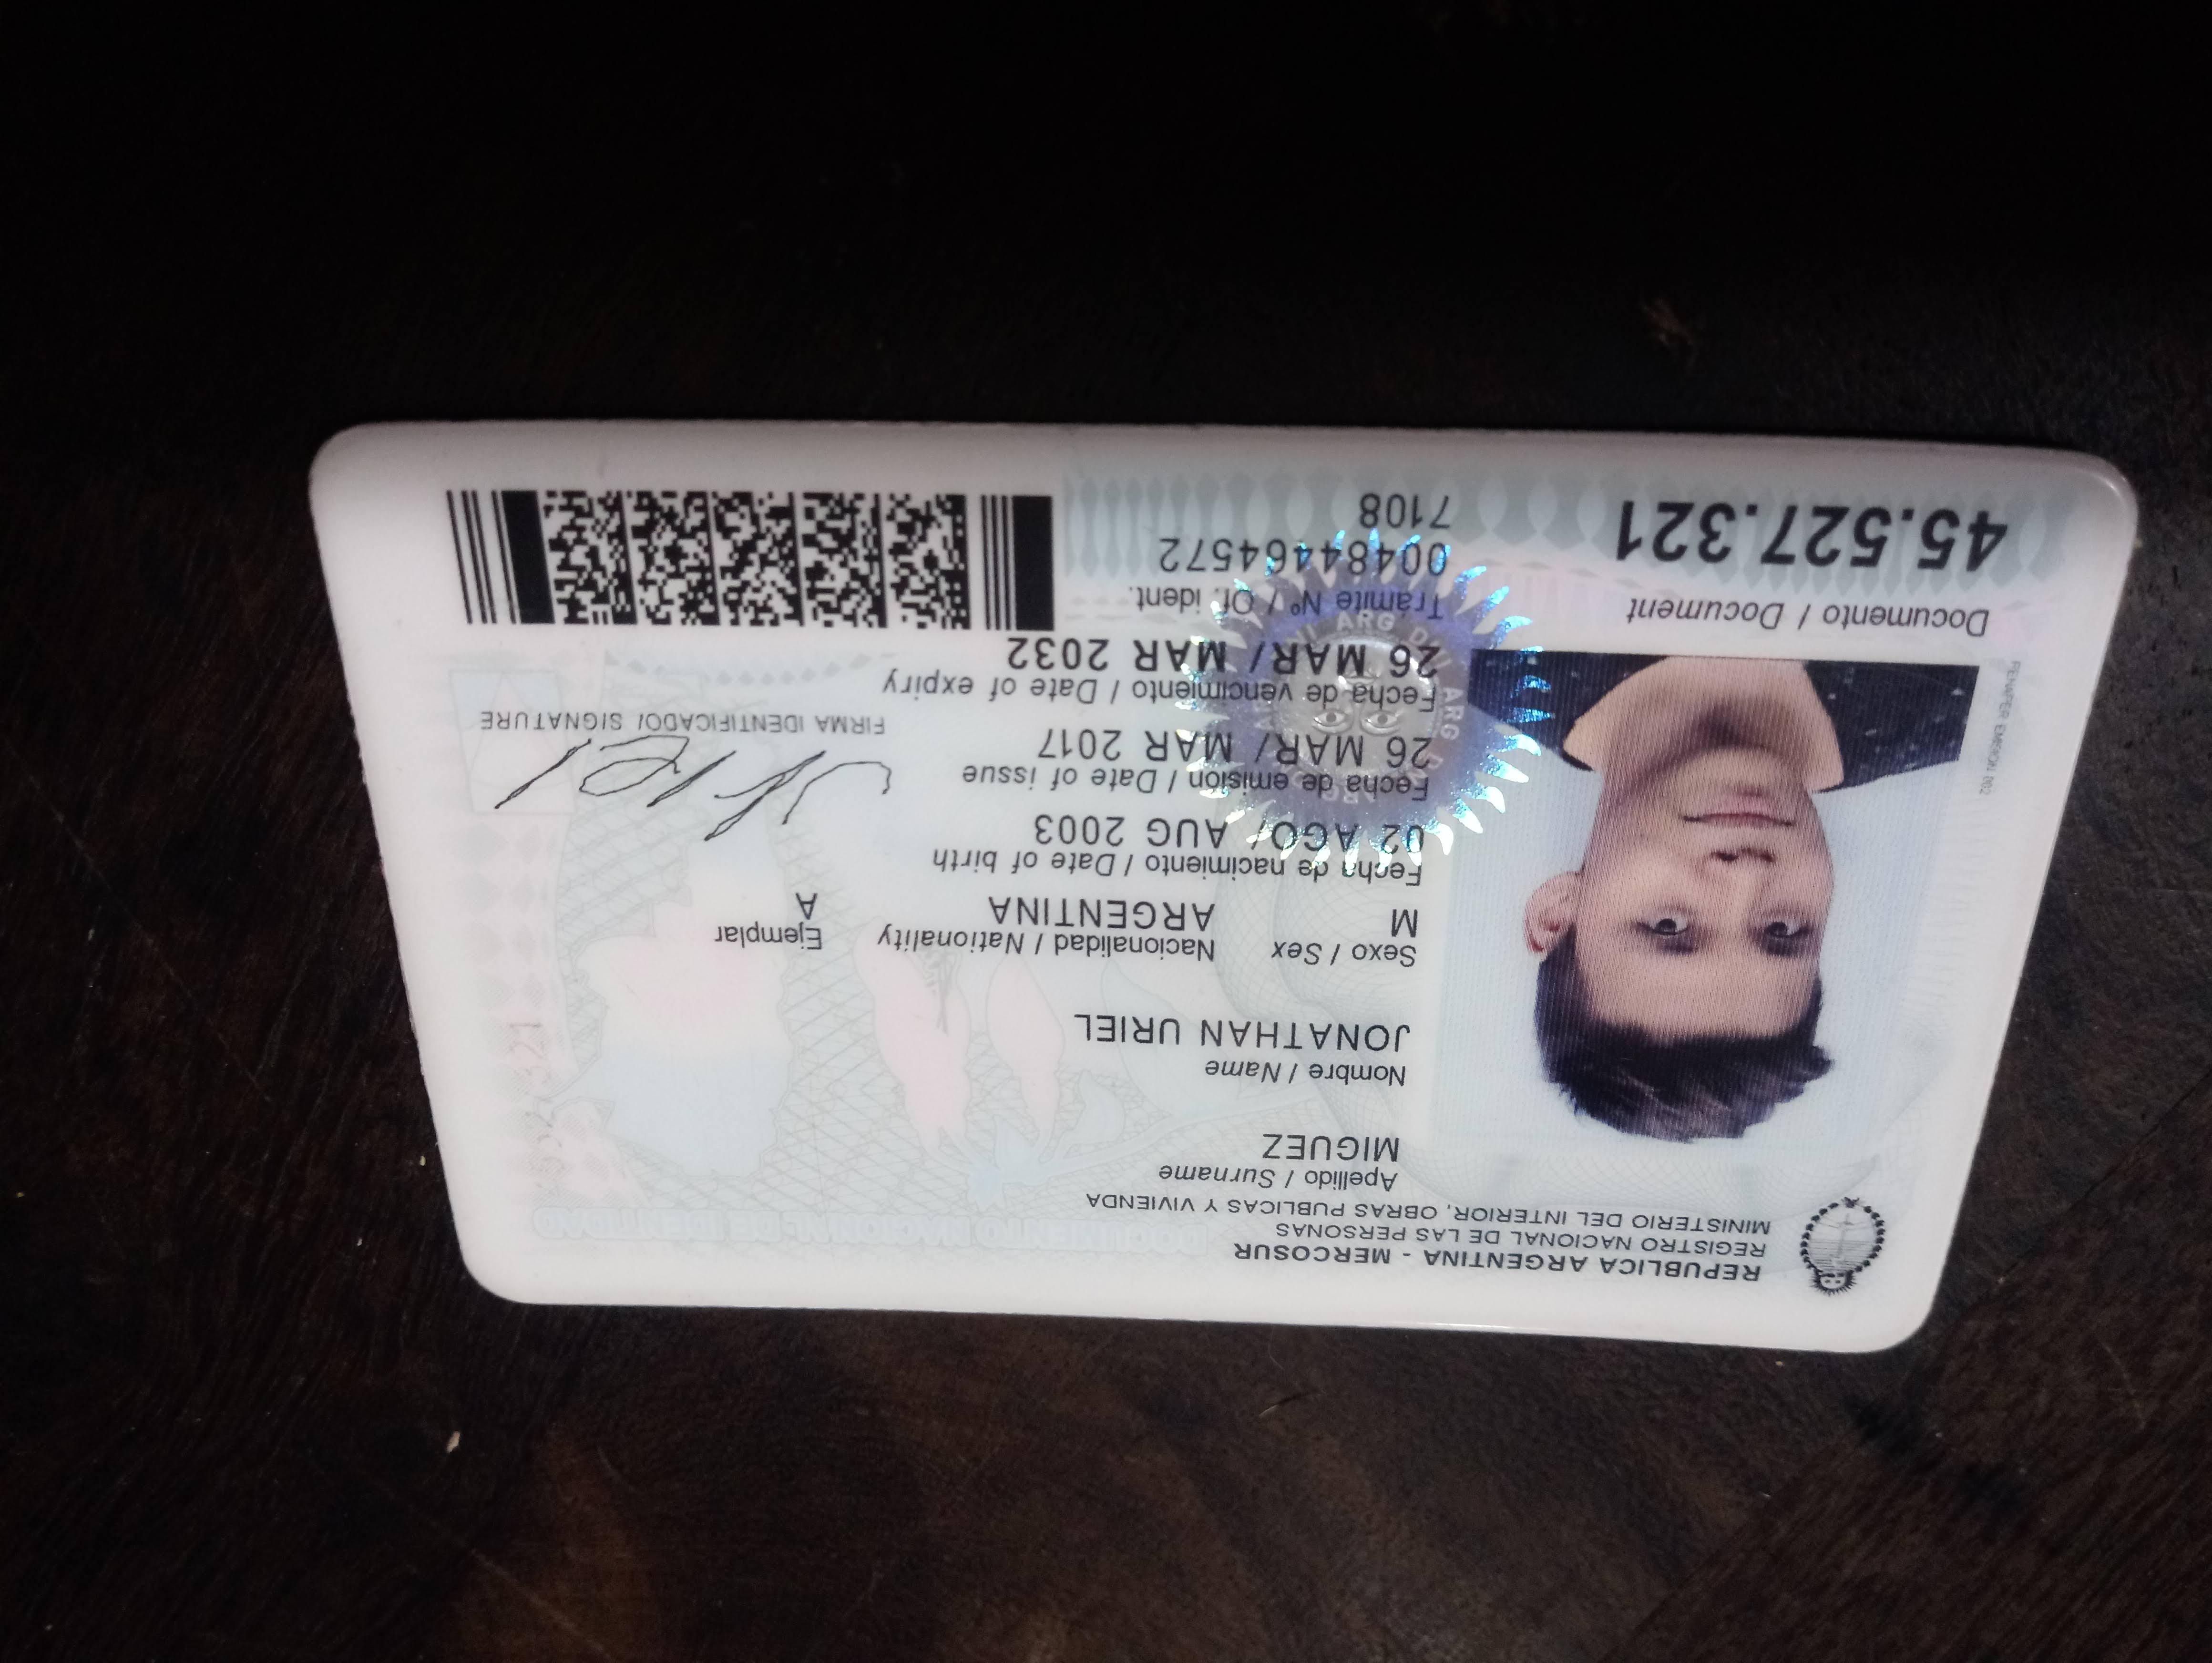 REPUBLICA ARGENTINA - MERCOSUR
REGISTRO NACIONAL DE LAS PERSONAS
MINISTERIO DEL INTERIOR, OBRAS PUBLICAS Y VIVIENDA
DOCUMENTO NACIONAL DE IDENTIDAD
Apellido / Surname
MIGUEZ
Nombre / Name
JONATHAN URIEL
Sexo / Sex Nacionalidad / Nationality Ejemplar
M ARGENTINA A
Fecha de nacimiento / Date of birth
02 AGO/ AUG 2003
Fecha de emisión / Date of issue
26 MAR/ MAR 2017
FIRMA IDENTIFICADO/ SIGNATURE
Fecha de vencimiento / Date of expiry
26 MAR/ MAR 2032
Documento / Document
45.527.321
Trámite Nº / Of. ident.
00484464572
7108